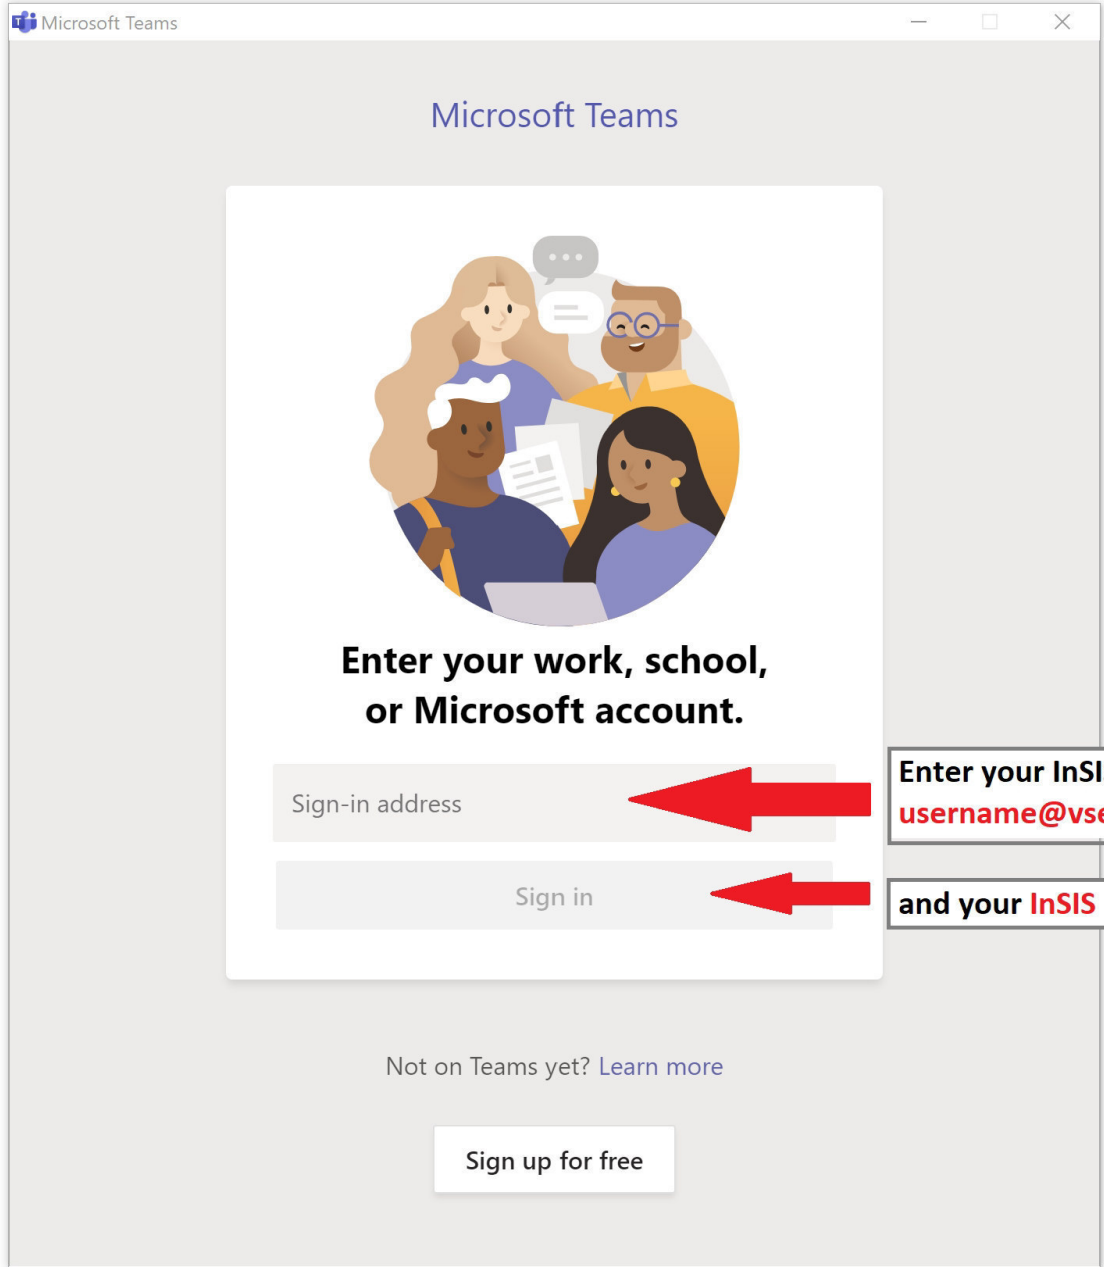 Microsoft Teams
Microsoft Teams
Enter your work, school,
or Microsoft account.
Sign-in address
Enter your
username@vse
Sign in
and your InSIS
Not on Teams yet? Learn more
Sign up for free